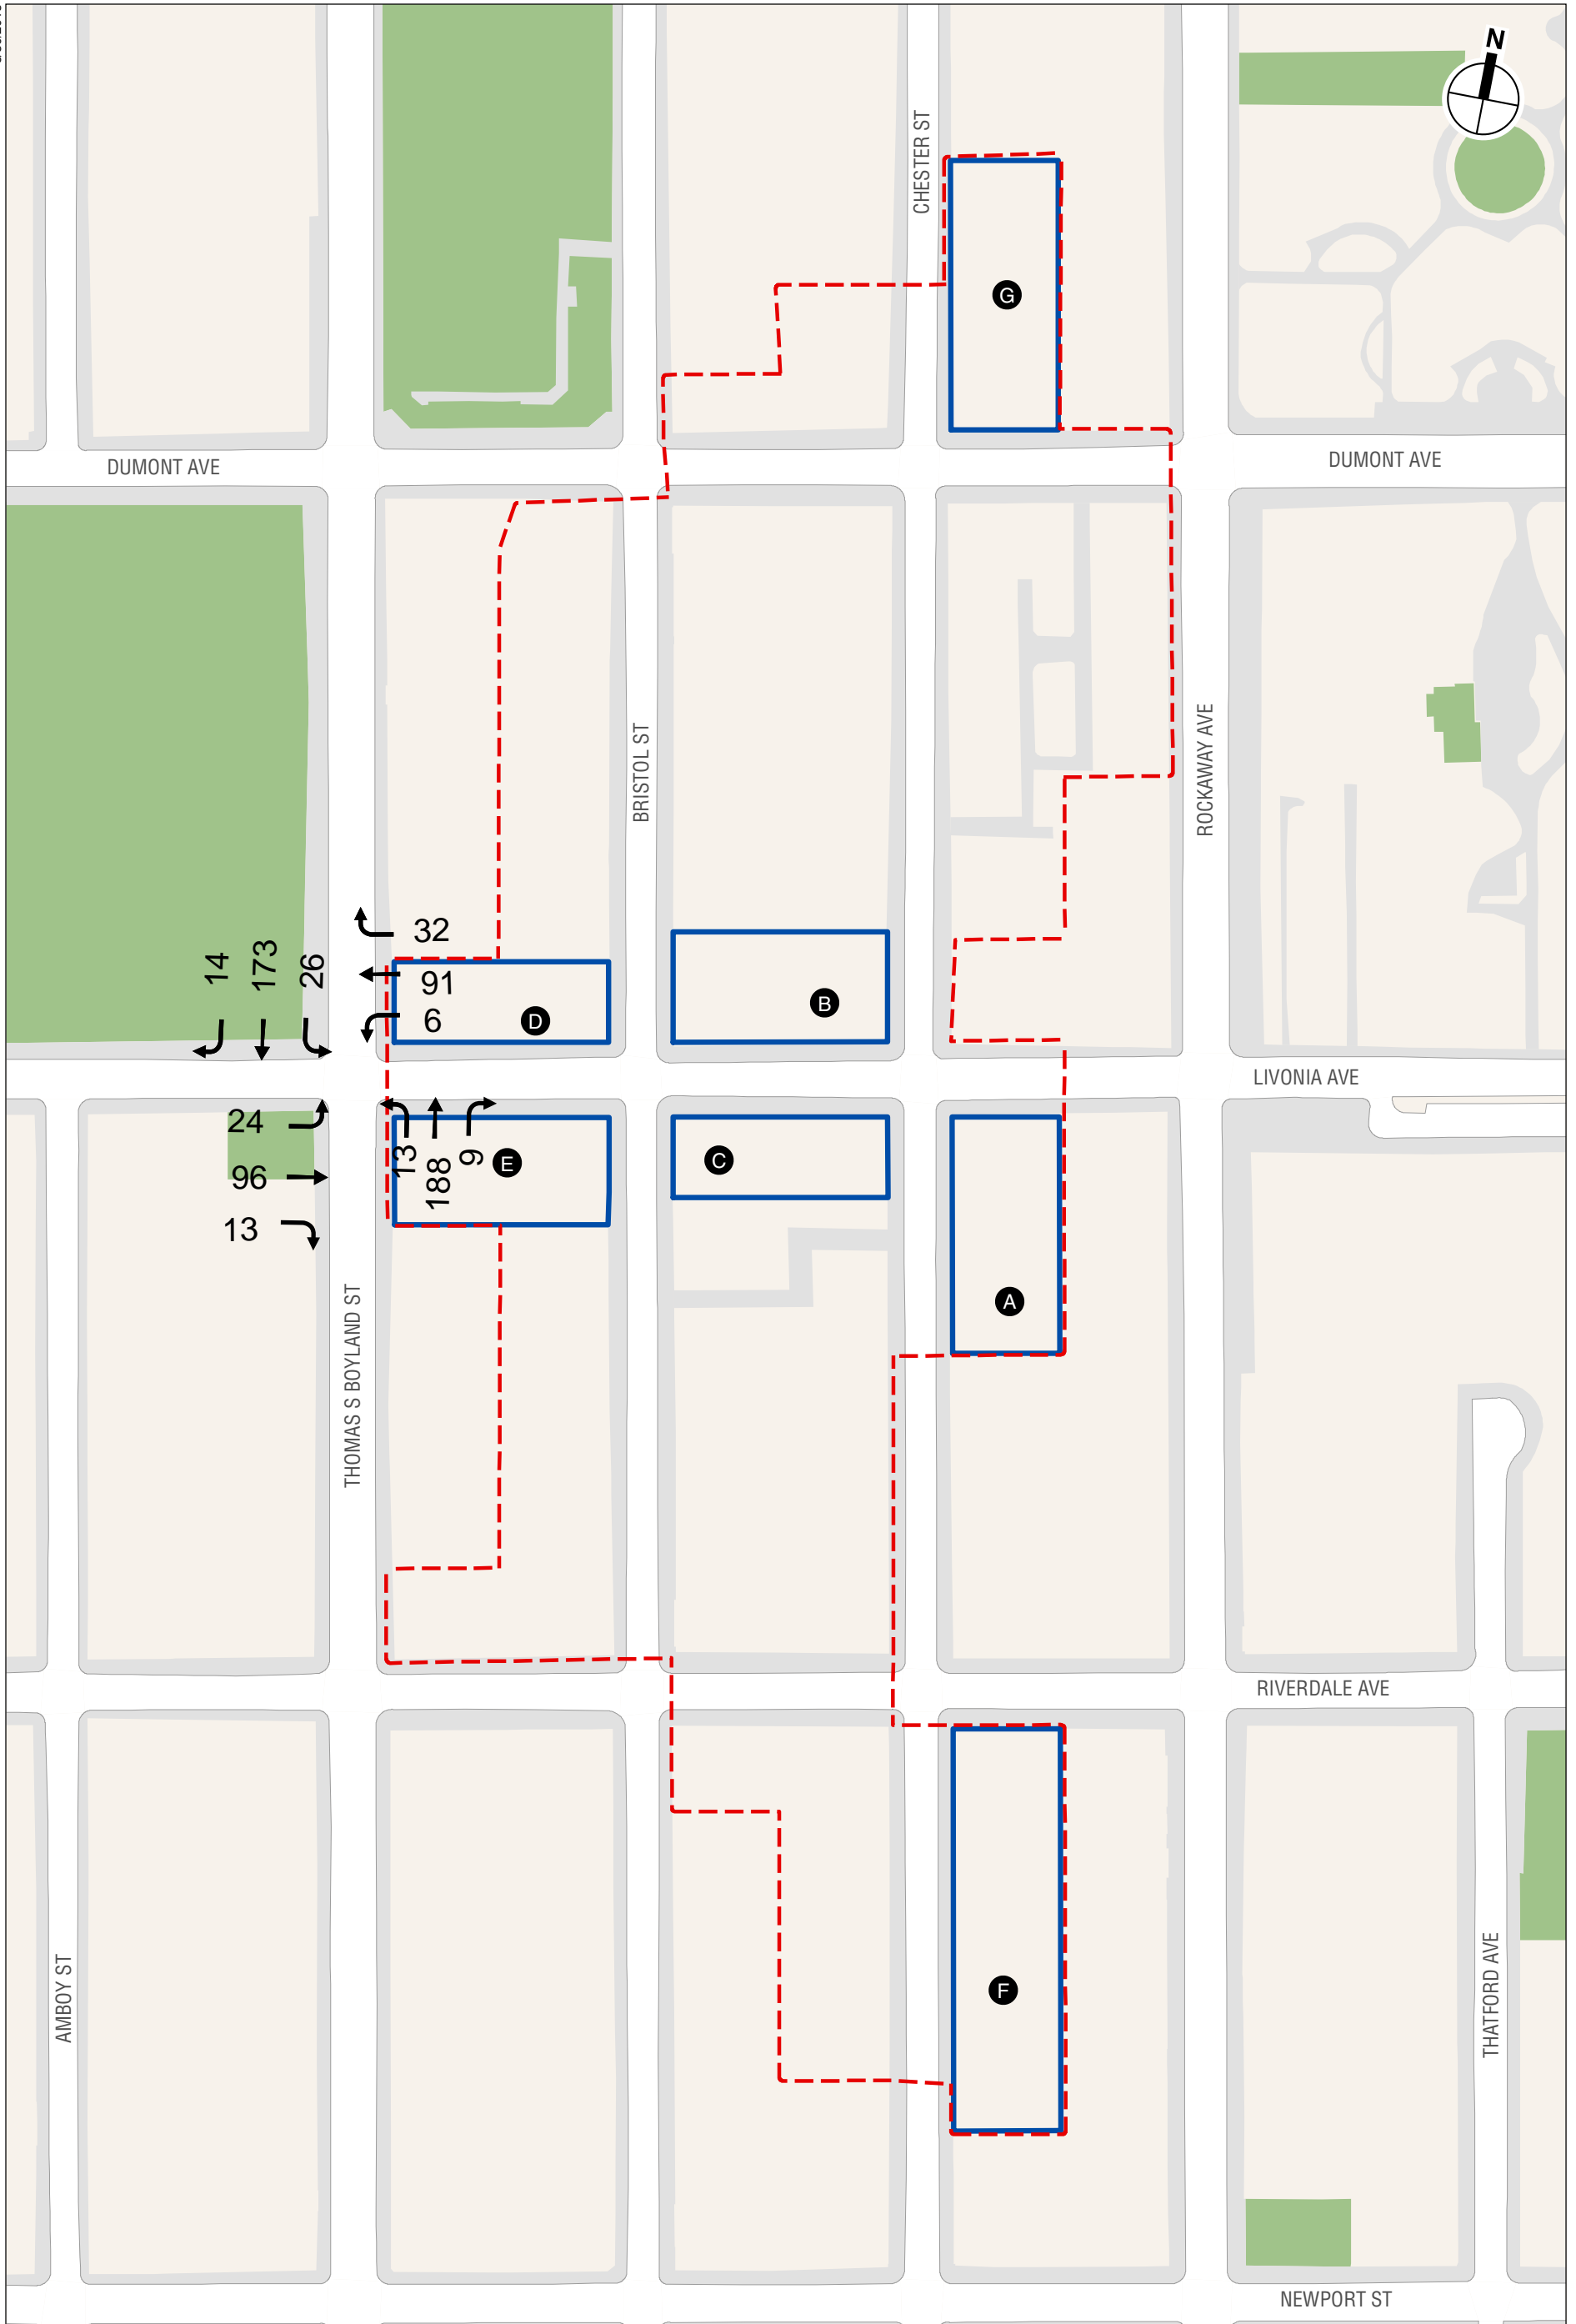 N
CHESTER ST
G
DUMONT AVE
DUMONT AVE
BRISTOL ST
ROCKAWAY AVE
32
14
173
26
91
6
D
B
LIVONIA AVE
24
96
13
13
188
9
E
C
A
THOMAS S BOYLAND ST
RIVERDALE AVE
AMBOY ST
F
THATFORD AVE
NEWPORT ST